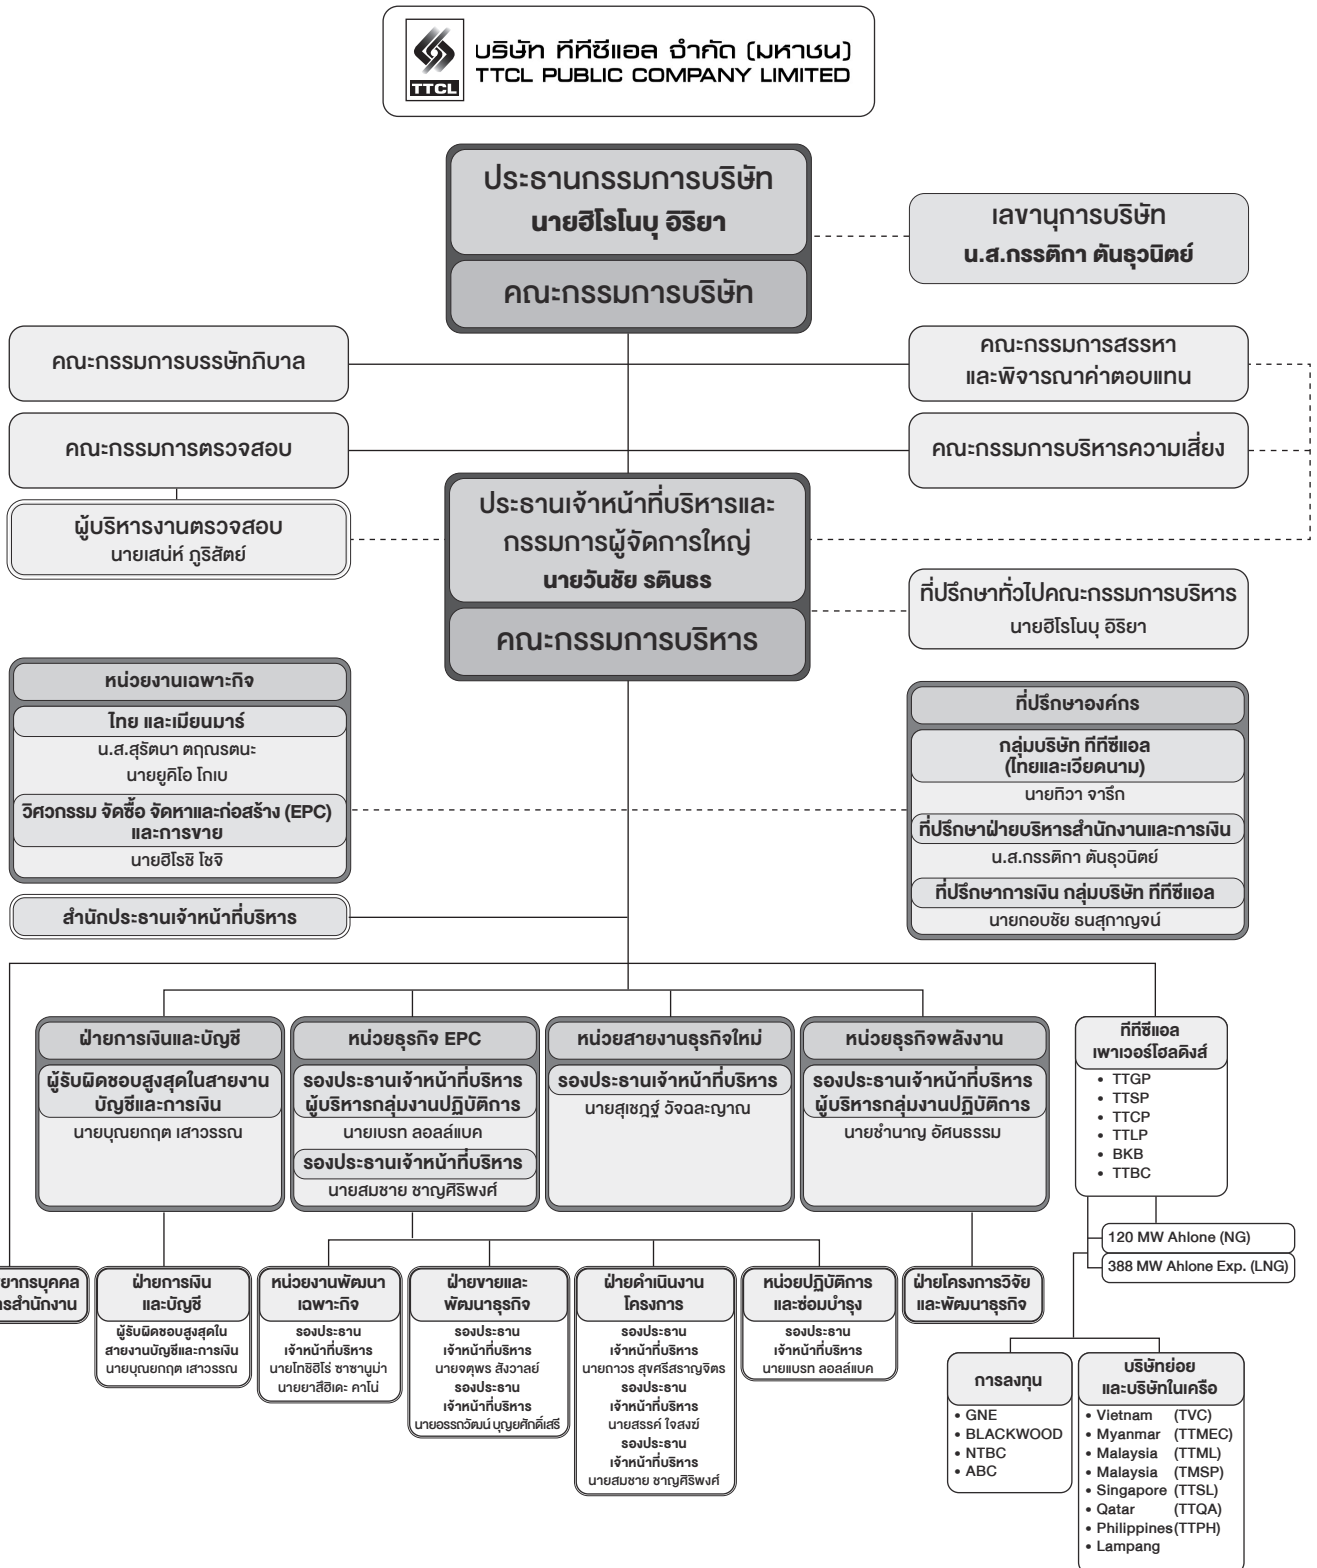 บริษัท ทีทีซีแอล จำกัด (มหาชน)
TTCL PUBLIC COMPANY LIMITED
TTCL
ประธานกรรมการบริษัท
นายฮิโรโนบุ อิริยา
คณะกรรมการบริษัท
เลขานุการบริษัท
น.ส.กรรติกา ตันธุวนิตย์
คณะกรรมการบรรษัทภิบาล
คณะกรรมการสรรหา
และพิจารณาค่าตอบแทน
คณะกรรมการตรวจสอบ
คณะกรรมการบริหารความเสี่ยง
ผู้บริหารงานตรวจสอบ
นายเสน่ห์ ภูริสัตย์
ประธานเจ้าหน้าที่บริหารและ
กรรมการผู้จัดการใหญ่
นายวันชัย รตินธร
คณะกรรมการบริหาร
ที่ปรึกษาทั่วไปคณะกรรมการบริหาร
นายฮิโรโนบุ อิริยา
หน่วยงานเฉพาะกิจ
ไทย และเมียนมาร์
น.ส.สุรัตนา ตฤณรตนะ
นายยูคิโอ โกเบ
วิศวกรรม จัดซื้อ จัดหาและก่อสร้าง (EPC)
และการขาย
นายฮิโรชิ โชจิ
ที่ปรึกษาองค์กร
กลุ่มบริษัท ทีทีซีแอล
(ไทยและเวียดนาม)
นายทิวา จารึก
ที่ปรึกษาฝ่ายบริหารสำนักงานและการเงิน
น.ส.กรรติกา ตันธุวนิตย์
ที่ปรึกษาการเงิน กลุ่มบริษัท ทีทีซีแอล
นายกอบชัย ธนสุกาญจน์
สำนักประธานเจ้าหน้าที่บริหาร
ฝ่ายการเงินและบัญชี
ผู้รับผิดชอบสูงสุดในสายงาน
บัญชีและการเงิน
นายบุณยกฤต เสาวรรณ
หน่วยธุรกิจ EPC
รองประธานเจ้าหน้าที่บริหาร
ผู้บริหารกลุ่มงานปฏิบัติการ
นายเบรท ลอลล์แบค
รองประธานเจ้าหน้าที่บริหาร
นายสมชาย ชาญศิริพงศ์
หน่วยสายงานธุรกิจใหม่
รองประธานเจ้าหน้าที่บริหาร
นายสุเชฎฐ์ วัจฉละญาณ
หน่วยธุรกิจพลังงาน
รองประธานเจ้าหน้าที่บริหาร
ผู้บริหารกลุ่มงานปฏิบัติการ
นายชำนาญ อัศนธรรม
ทีทีซีแอล
เพาเวอร์โฮลดิงส์
• TTGP
• TTSP
• TTCP
• TTLP
• BKB
• TTBC
120 MW Ahlone (NG)
388 MW Ahlone Exp. (LNG)
ยากรบุคคล
สำนักงาน
ฝ่ายการเงิน
และบัญชี
ผู้รับผิดชอบสูงสุดใน
สายงานบัญชีและการเงิน
นายบุณยกฤต เสาวรรณ
หน่วยงานพัฒนา
เฉพาะกิจ
รองประธาน
เจ้าหน้าที่บริหาร
นายโทชิฮิโร่ ซาซานูม่า
นายยาสึฮิเดะ คาโน่
ฝ่ายขายและ
พัฒนาธุรกิจ
รองประธาน
เจ้าหน้าที่บริหาร
นายจตุพร สังวาลย์
รองประธาน
เจ้าหน้าที่บริหาร
นายอรรถวัฒน์ บุญยศักดิ์เสรี
ฝ่ายดำเนินงาน
โครงการ
รองประธาน
เจ้าหน้าที่บริหาร
นายถาวร สุขศรีสราญจิตร
รองประธาน
เจ้าหน้าที่บริหาร
นายสรรค์ ใจสงฆ์
รองประธาน
เจ้าหน้าที่บริหาร
นายสมชาย ชาญศิริพงศ์
หน่วยปฏิบัติการ
และซ่อมบำรุง
รองประธาน
เจ้าหน้าที่บริหาร
นายแบรท ลอลล์แบค
ฝ่ายโครงการวิจัย
และพัฒนาธุรกิจ
การลงทุน
• GNE
• BLACKWOOD
• NTBC
• ABC
บริษัทย่อย
และบริษัทในเครือ
• Vietnam (TVC)
• Myanmar (TTMEC)
• Malaysia (TTML)
• Malaysia (TMSP)
• Singapore (TTSL)
• Qatar (TTQA)
• Philippines (TTPH)
• Lampang